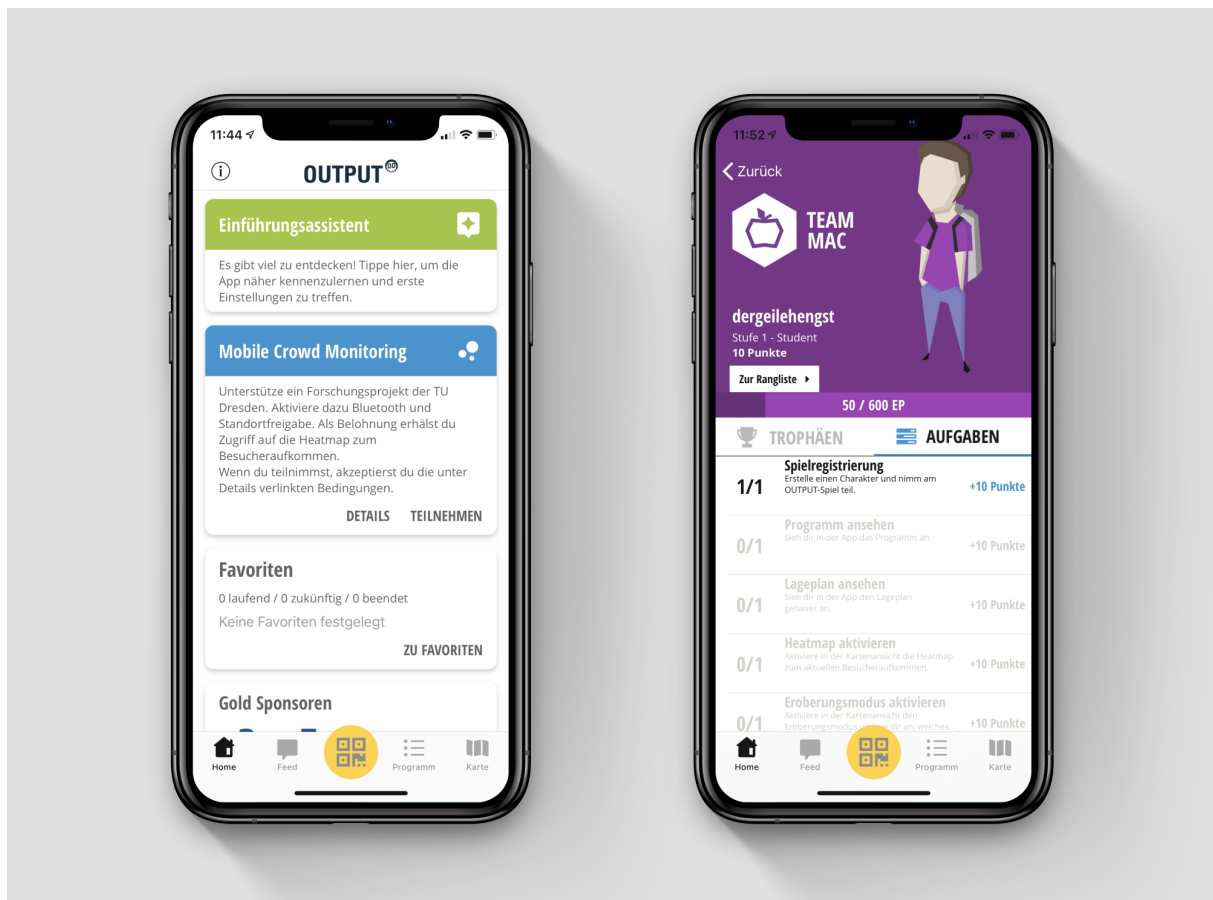 11:44
OUTPUT DD
Einführungsassistent
Es gibt viel zu entdecken! Tippe hier, um die
App näher kennenzulernen und erste
Einstellungen zu treffen.
Mobile Crowd Monitoring
Unterstütze ein Forschungsprojekt der TU
Dresden. Aktiviere dazu Bluetooth und
Standortfreigabe. Als Belohnung erhälst du
Zugriff auf die Heatmap zum
Besucheraufkommen.
Wenn du teilnimmst, akzeptierst du die unter
Details verlinkten Bedingungen.
DETAILS TEILNEHMEN
Favoriten
0 laufend / 0 zukünftig / 0 beendet
Keine Favoriten festgelegt
ZU FAVORITEN
Gold Sponsoren
Home Feed Programm Karte
11:52
Zurück
TEAM
MAC
dergeilehengst
Stufe 1 - Student
10 Punkte
Zur Rangliste
50 / 600 EP
TROPHÄEN AUFGABEN
Spielregistrierung
Erstelle einen Charakter und nimm am
OUTPUT-Spiel teil.
1/1 +10 Punkte
Programm ansehen
Sieh dir in der App das Programm an.
0/1 +10 Punkte
Lageplan ansehen
Sieh dir in der App den Lageplan
genauer an.
0/1 +10 Punkte
Heatmap aktivieren
Aktiviere in der Kartenansicht die Heatmap
zum aktuellen Besucheraufkommen.
0/1 +10 Punkte
Eroberungsmodus aktivieren
Aktiviere in der Kartenansicht den
Eroberungsmodus dir an, welches...
0/1 +10 Punkte
Home Feed Programm Karte